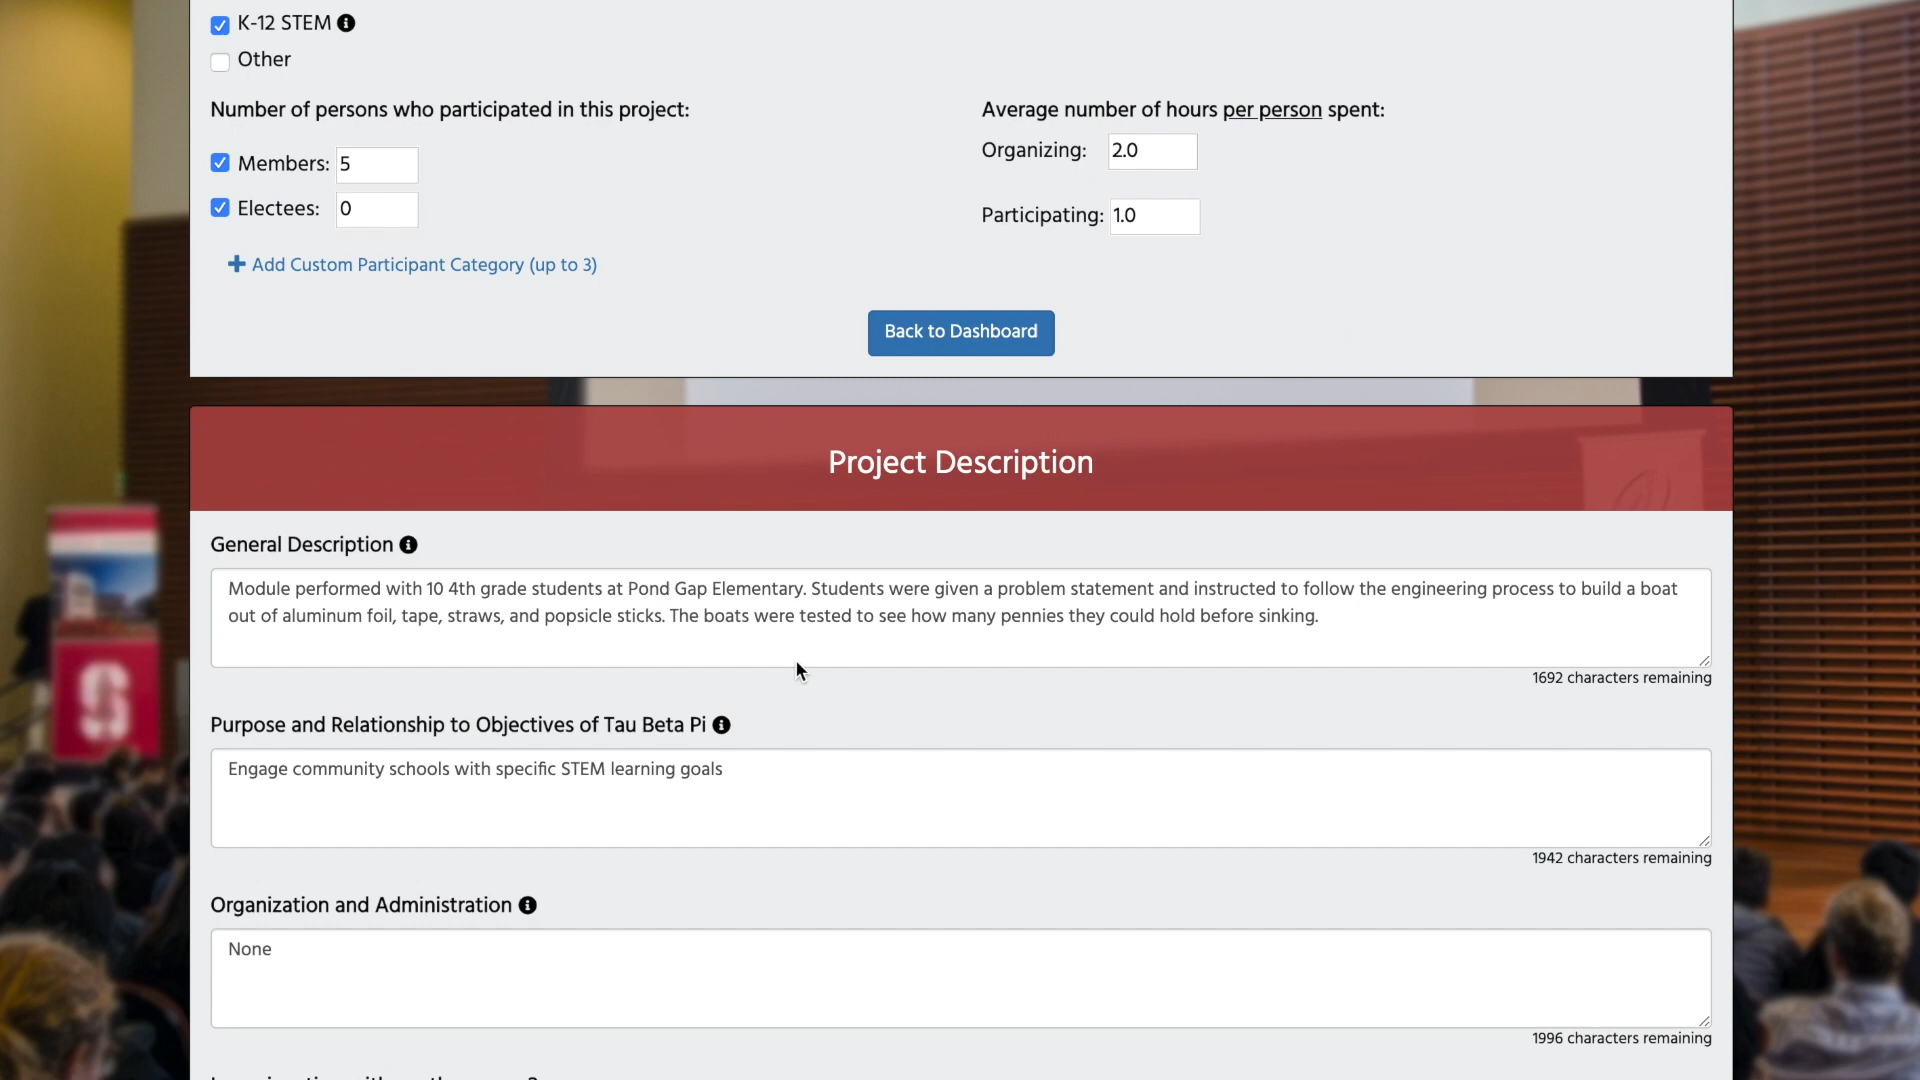 K-12 STEM
Other
Number of persons who participated in this project:
Average number of hours per person spent:
Members: 5
Organizing: 2.0
Electees: 0
Participating: 1.0
Add Custom Participant Category (up to 3)
Back to Dashboard
Project Description
General Description
Module performed with 10 4th grade students at Pond Gap Elementary. Students were given a problem statement and instructed to follow the engineering process to build a boat
out of aluminum foil, tape, straws, and popsicle sticks. The boats were tested to see how many pennies they could hold before sinking.
1692 characters remaining
Purpose and Relationship to Objectives of Tau Beta Pi
Engage community schools with specific STEM learning goals
1942 characters remaining
Organization and Administration
None
1996 characters remaining
S